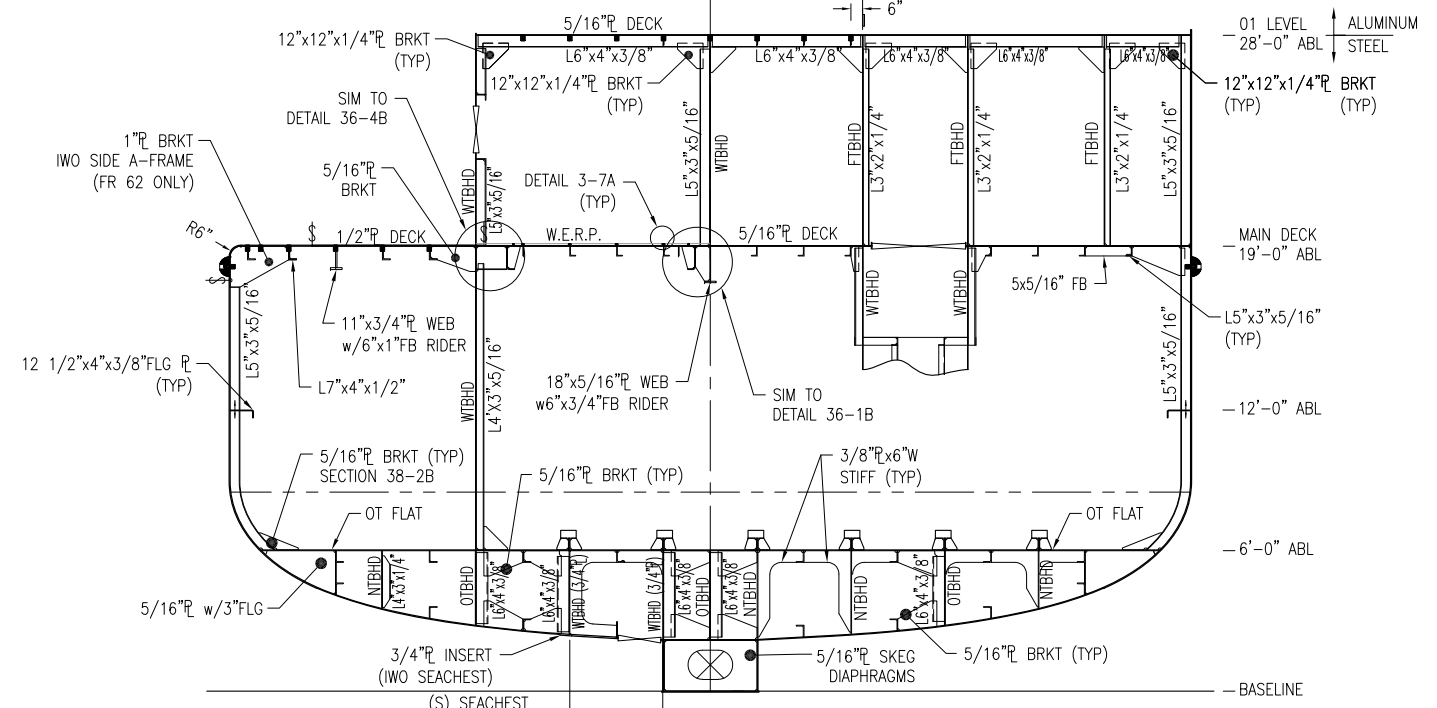 6"
5/16"PL DECK
01 LEVEL
28'-0" ABL
ALUMINUM
STEEL
12"x12"x1/4"PL BRKT
(TYP)
L6"x4"x3/8"
L6"x4"x3/8"
L6"x4"x3/8"
L6"x4"x3/8"
L6"x4"x3/8"
12"x12"x1/4"PL BRKT
(TYP)
12"x12"x1/4"PL BRKT
(TYP) (TYP)
SIM TO
DETAIL 36-4B
1"PL BRKT
IWO SIDE A-FRAME
(FR 62 ONLY)
5/16"PL
BRKT
WTBHD
L5"x3"x5/16"
DETAIL 3-7A
(TYP)
L5"x3"x5/16"
WTBHD
FTBHD
L3"x2"x1/4"
FTBHD
L3"x2"x1/4"
FTBHD
L3"x2"x1/4"
L5"x3"x5/16"
R6"
1/2"PL DECK
W.E.R.P.
5/16"PL DECK
MAIN DECK
19'-0" ABL
L5"x3"x5/16"
11"x3/4"PL WEB
w/6"x1"FB RIDER
WTBHD
WTBHD
5x5/16" FB
L5"x3"x5/16"
(TYP)
12 1/2"x4"x3/8"FLG PL
(TYP)
L7"x4"x1/2"
WTBHD
L4'x3"x5/16"
18"x5/16"PL WEB
w6"x3/4"FB RIDER
SIM TO
DETAIL 36-1B
L5"x3"x5/16"
12'-0" ABL
5/16"PL BRKT (TYP)
SECTION 38-2B
5/16"PL BRKT (TYP)
3/8"PLx6"W
STIFF (TYP)
OT FLAT
OT FLAT
6'-0" ABL
NTBHD
L4"x3"x1/4"
OTBHD
L6"x4"x3/8"
L6"x4"x3/8"
WTBHD (3/4"PL)
WTBHD (3/4"PL)
L6"x4"x3/8"
OTBHD
L6"x4"x3/8"
NTBHD
NTBHD
L6"x4"x3/8"
OTBHD
NTBHD
5/16"PL w/3"FLG
3/4"PL INSERT
(IWO SEACHEST)
5/16"PL SKEG
DIAPHRAGMS
5/16"PL BRKT (TYP)
BASELINE
(S) SEACHEST